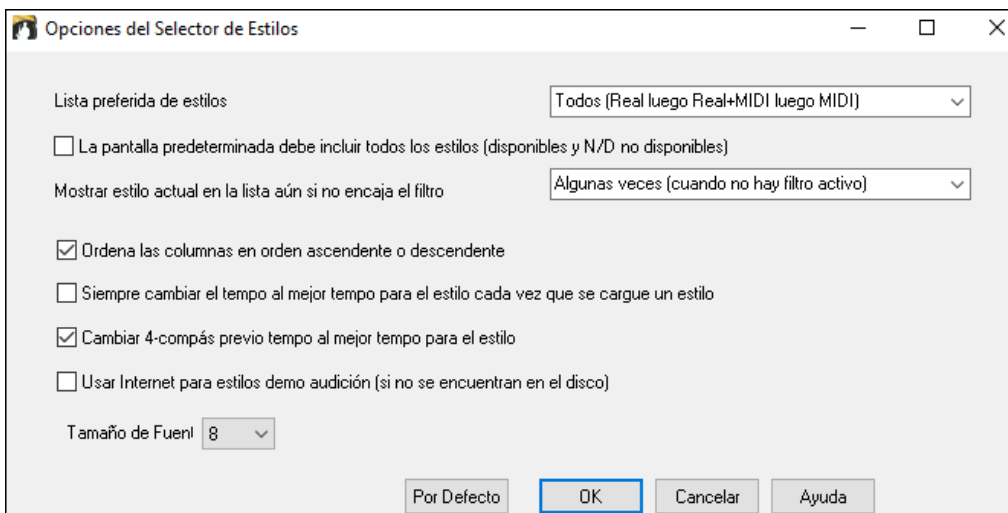 Opciones del Selector de Estilos
Lista preferida de estilos
Todos (Real luego Real+MIDI luego MIDI)
La pantalla predeterminada debe incluir todos los estilos (disponibles y N/D no disponibles)
Mostrar estilo actual en la lista aún si no encaja el filtro
Algunas veces (cuando no hay filtro activo)
Ordena las columnas en orden ascendente o descendente
Siempre cambiar el tempo al mejor tempo para el estilo cada vez que se cargue un estilo
Cambiar 4-compás previo tempo al mejor tempo para el estilo
Usar Internet para estilos demo audición (si no se encuentran en el disco)
Tamaño de Fuent 8
Por Defecto OK Cancelar Ayuda